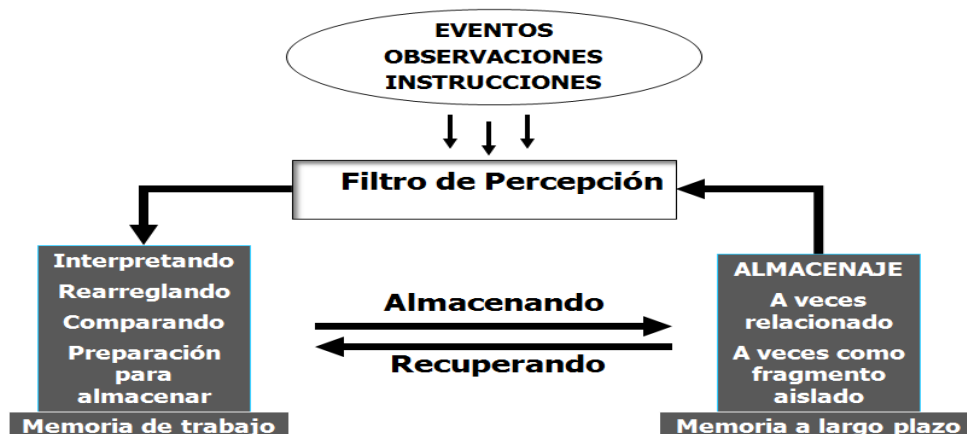 EVENTOS
OBSERVACIONES
INSTRUCCIONES
Filtro de Percepción
Interpretando
Rearreglando
Comparando
Preparación
para
almacenar
Memoria de trabajo
Almacenando
Recuperando
ALMACENAJE
A veces
relacionado
A veces como
fragmento
aislado
Memoria a largo plazo